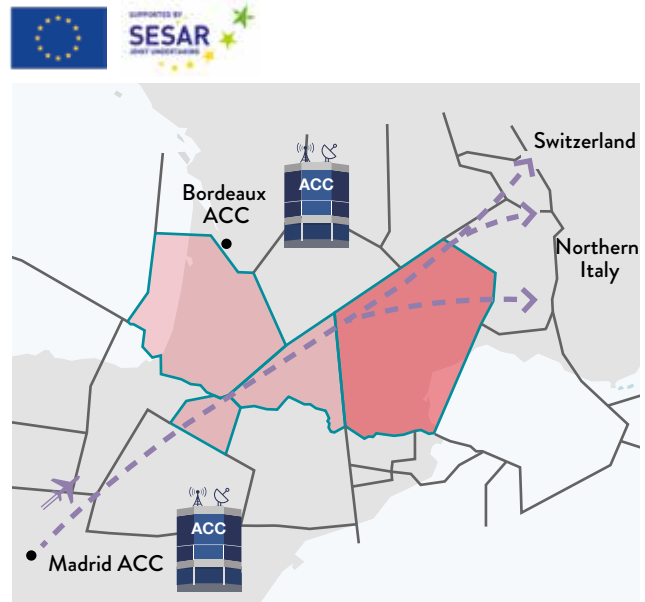 SUPPORTED BY
SESAR
JOINT UNDERTAKING
Switzerland
ACC
Bordeaux
ACC
Northern
Italy
ACC
Madrid ACC